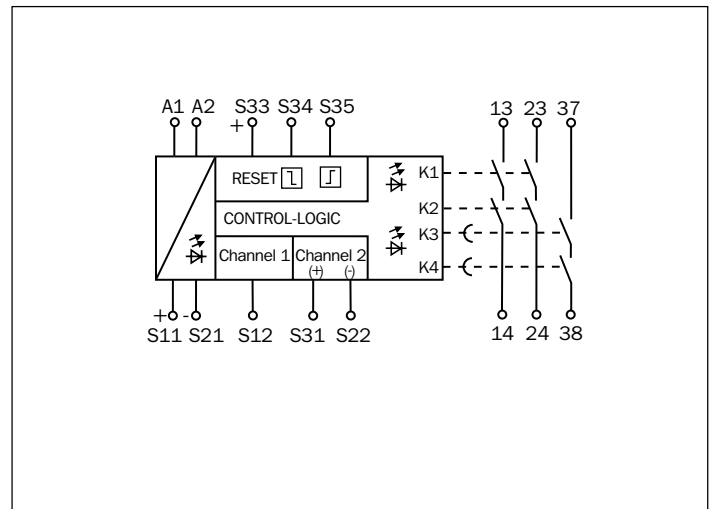 A1 A2 S33 S34 S35 13 23 37
+
RESET
K1
K2
CONTROL-LOGIC
K3
Channel 1 Channel 2
(+) (-)
K4
+ -
S11 S21 S12 S31 S22 14 24 38